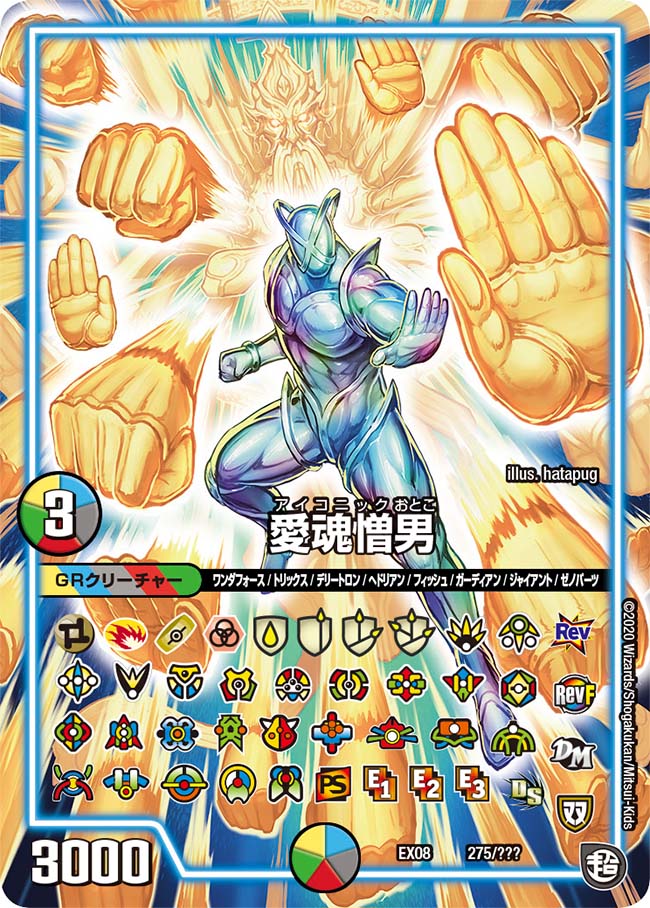 illus. hatapug
3
アイコニックおとこ
愛魂憎男
GRクリーチャー
ワンダフォース / トリックス / デリートロン / ヘドリアン / フィッシュ / ガーディアン / ジャイアント / ゼノパーツ
Rev
RevF
DM
PS
E1
E2
E3
DS
双
©2020 Wizards/Shogakukan/Mitsui-Kids
3000
EX08
275/???
超